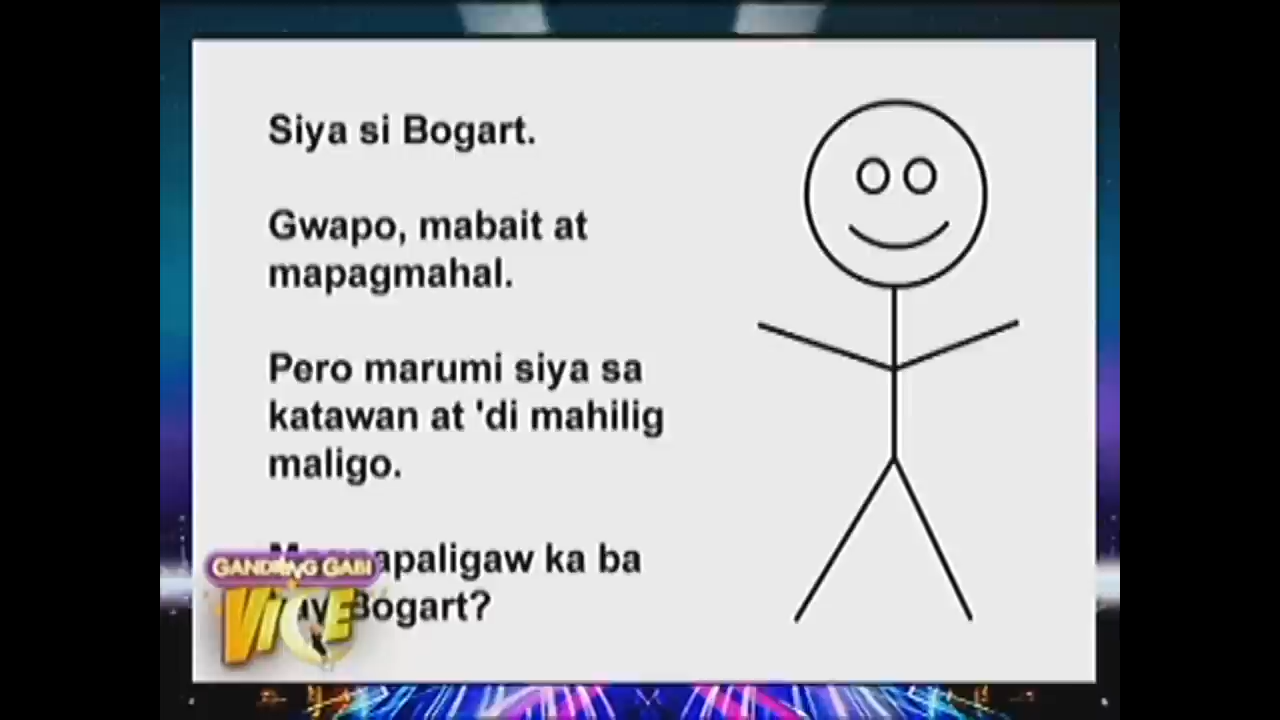 Siya si Bogart.
Gwapo, mabait at
mapagmahal.
Pero marumi siya sa
katawan at 'di mahilig
maligo.
ka ba
Bogart?
GANDANG GABI
VICE